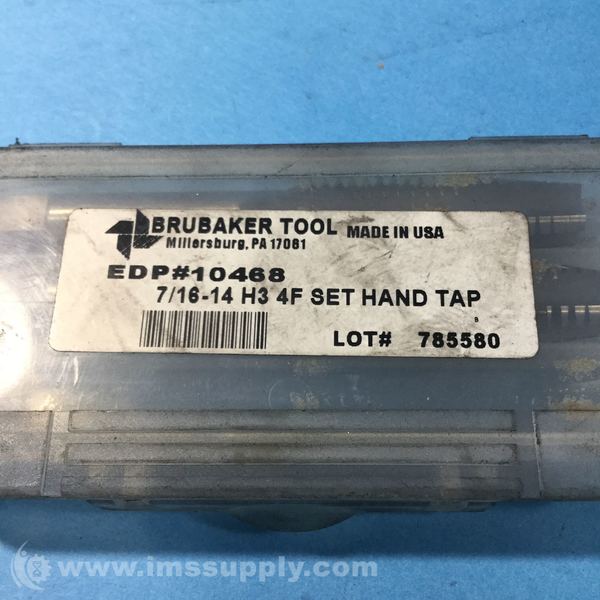 BRUBAKER TOOL MADE IN USA
Millersburg, PA 17061
EDP#10468
7/16-14 H3 4F SET HAND TAP
B
LOT# 785580
© www.imssupply.com